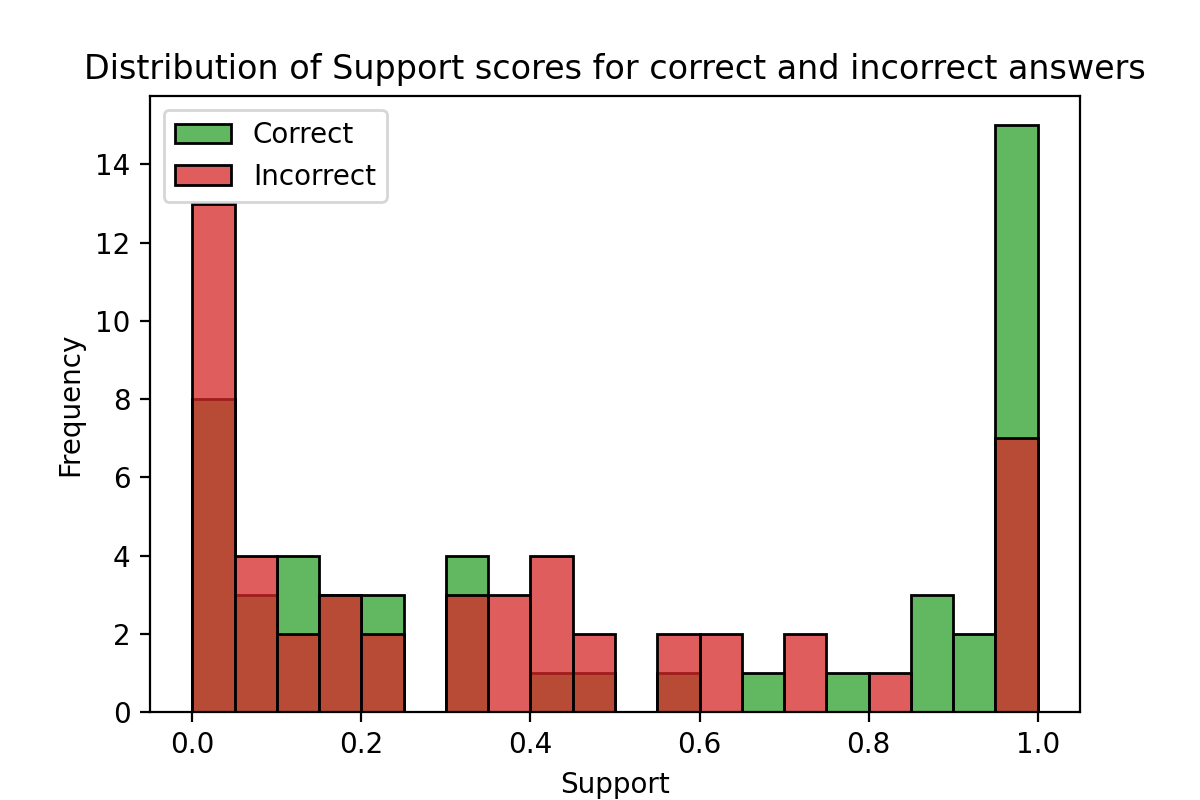 Distribution of Support scores for correct and incorrect answers
Correct
Incorrect
14
12
10
8
6
4
2
0
Frequency
0.0 0.2 0.4 0.6 0.8 1.0
Support